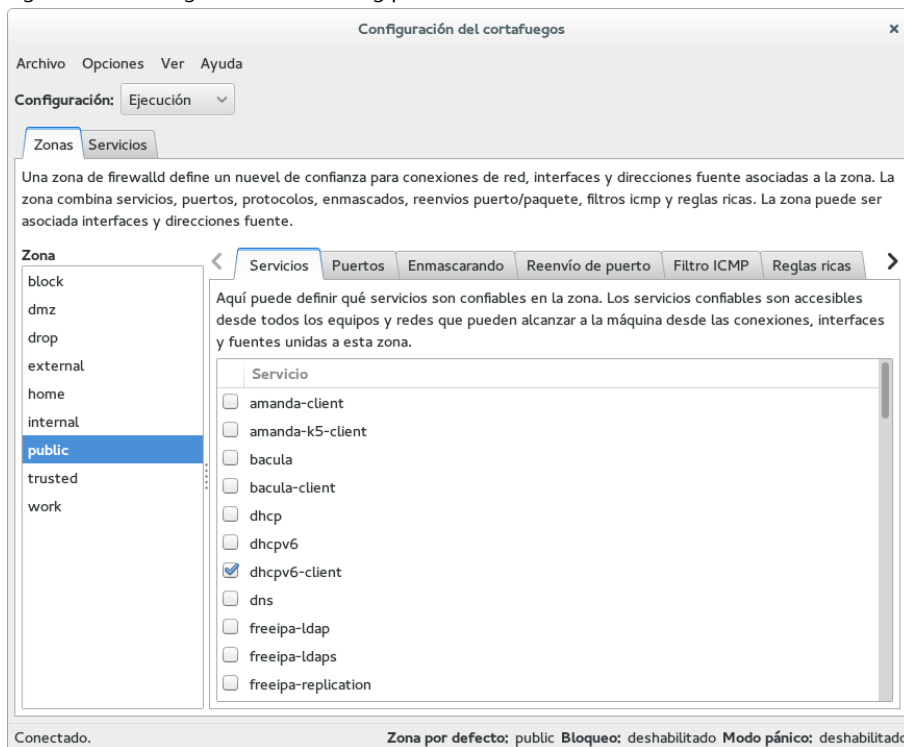 Configuración del cortafuegos
Archivo Opciones Ver Ayuda
Configuración: Ejecución
Zonas Servicios
Una zona de firewalld define un nuevel de confianza para conexiones de red, interfaces y direcciones fuente asociadas a la zona. La
zona combina servicios, puertos, protocolos, enmascados, reenvios puerto/paquete, filtros icmp y reglas ricas. La zona puede ser
asociada interfaces y direcciones fuente.
Zona
block
dmz
drop
external
home
internal
public
trusted
work
Servicios Puertos Enmascarando Reenvío de puerto Filtro ICMP Reglas ricas
Aquí puede definir qué servicios son confiables en la zona. Los servicios confiables son accesibles
desde todos los equipos y redes que pueden alcanzar a la máquina desde las conexiones, interfaces
y fuentes unidas a esta zona.
Servicio
amanda-client
amanda-k5-client
bacula
bacula-client
dhcp
dhcpv6
dhcpv6-client
dns
freeipa-ldap
freeipa-ldaps
freeipa-replication
Conectado.
Zona por defecto: public Bloqueo: deshabilitado Modo pánico: deshabilitado